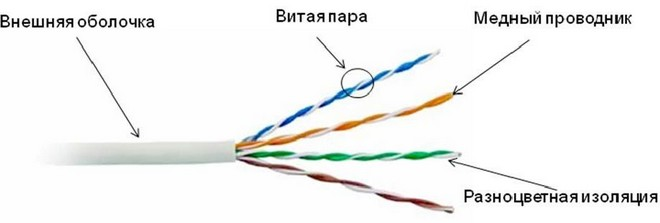 Внешняя оболочка
Витая пара
Медный проводник
Разноцветная изоляция